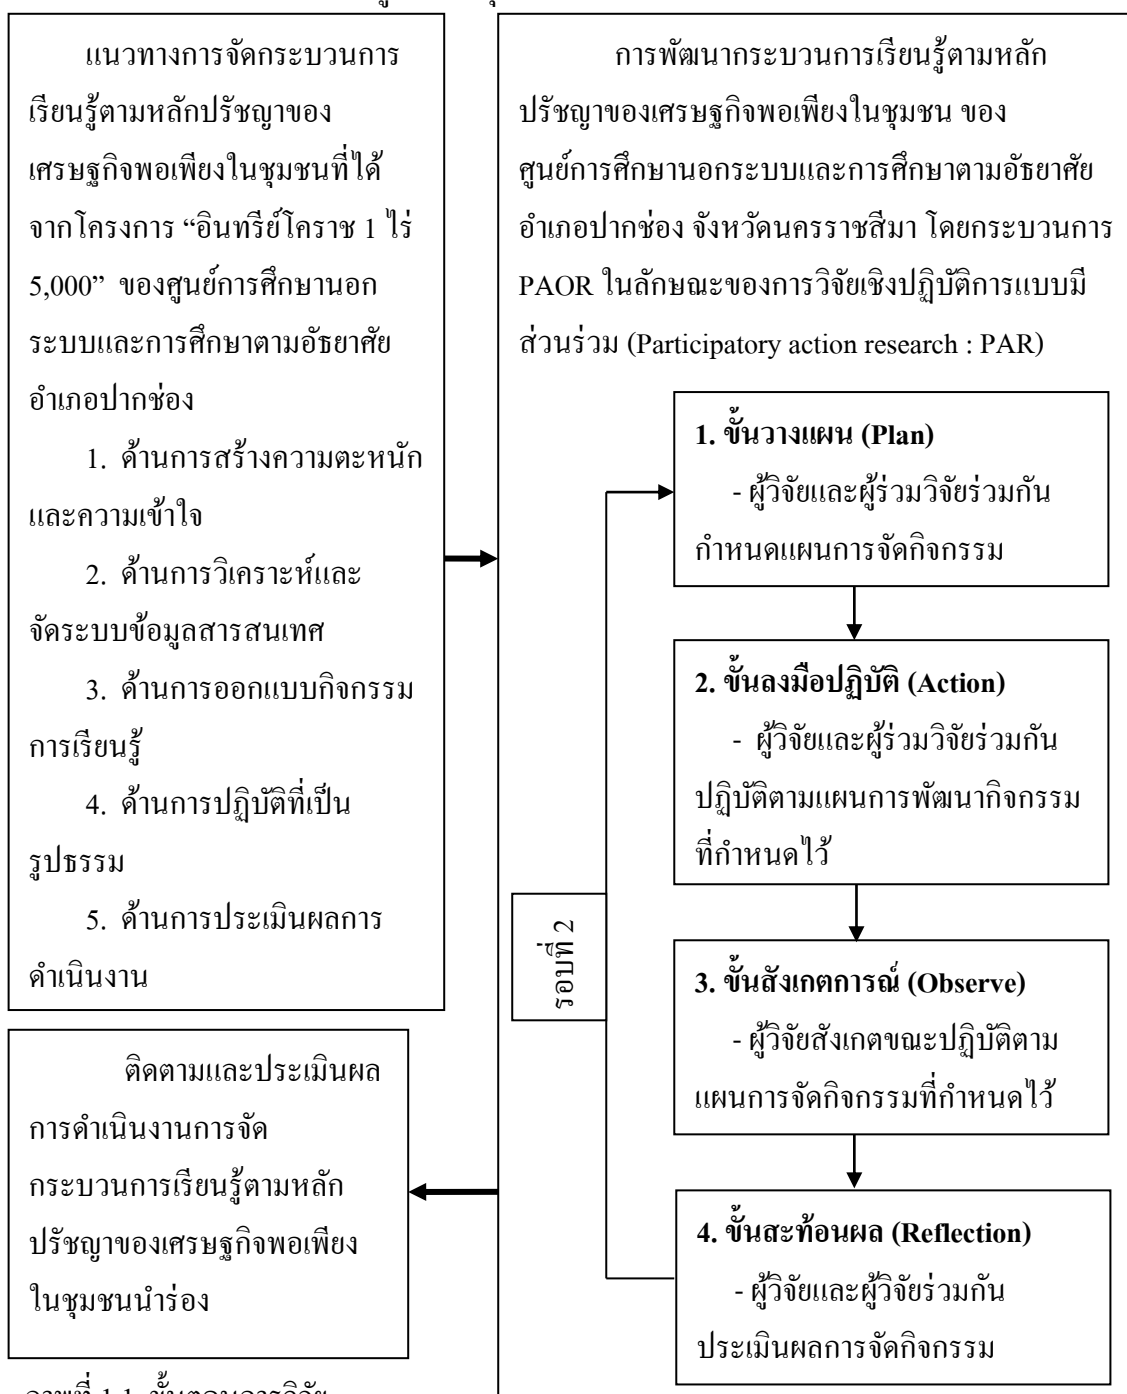 แนวทางการจัดกระบวนการ
เรียนรู้ตามหลักปรัชญาของ
เศรษฐกิจพอเพียงในชุมชนที่ได้
จากโครงการ “อินทรีย์โคราช 1 ไร่
5,000” ของศูนย์การศึกษานอก
ระบบและการศึกษาตามอัธยาศัย
อำเภอปากช่อง
1. ด้านการสร้างความตะหนัก
และความเข้าใจ
2. ด้านการวิเคราะห์และ
จัดระบบข้อมูลสารสนเทศ
3. ด้านการออกแบบกิจกรรม
การเรียนรู้
4. ด้านการปฏิบัติที่เป็น
รูปธรรม
5. ด้านการประเมินผลการ
ดำเนินงาน
การพัฒนากระบวนการเรียนรู้ตามหลัก
ปรัชญาของเศรษฐกิจพอเพียงในชุมชน ของ
ศูนย์การศึกษานอกระบบและการศึกษาตามอัธยาศัย
อำเภอปากช่อง จังหวัดนครราชสีมา โดยกระบวนการ
PAOR ในลักษณะของการวิจัยเชิงปฏิบัติการแบบมี
ส่วนร่วม (Participatory action research : PAR)
1. ขั้นวางแผน (Plan)
- ผู้วิจัยและผู้ร่วมวิจัยร่วมกัน
กำหนดแผนการจัดกิจกรรม
2. ขั้นลงมือปฏิบัติ (Action)
- ผู้วิจัยและผู้ร่วมวิจัยร่วมกัน
ปฏิบัติตามแผนการพัฒนากิจกรรม
ที่กำหนดไว้
รอบที่ 2
3. ขั้นสังเกตการณ์ (Observe)
- ผู้วิจัยสังเกตขณะปฏิบัติตาม
แผนการจัดกิจกรรมที่กำหนดไว้
4. ขั้นสะท้อนผล (Reflection)
- ผู้วิจัยและผู้วิจัยร่วมกัน
ประเมินผลการจัดกิจกรรม
ติดตามและประเมินผล
การดำเนินงานการจัด
กระบวนการเรียนรู้ตามหลัก
ปรัชญาของเศรษฐกิจพอเพียง
ในชุมชนนำร่อง
ภาพที่ 1.1 ขั้นตอนการวิจัย